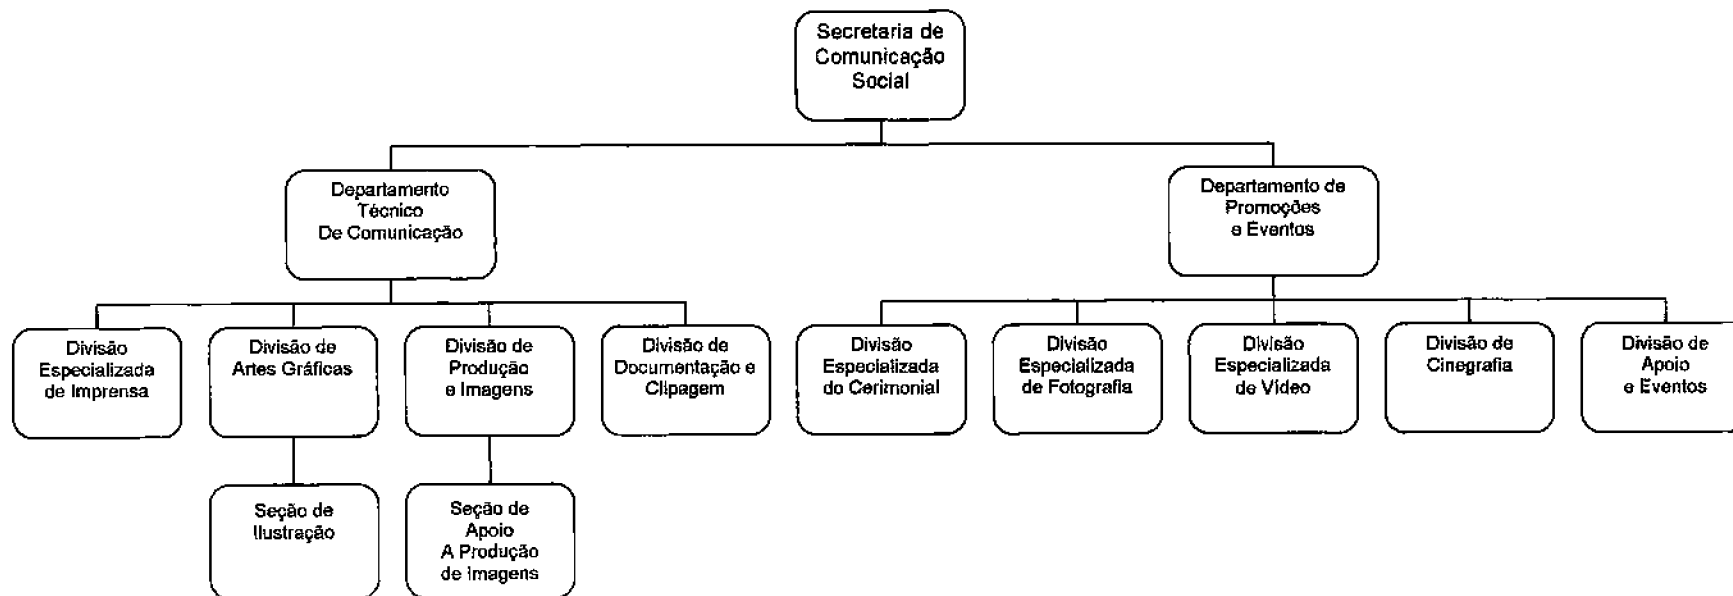 Secretaria de
Comunicação
Social
Departamento
Técnico
De Comunicação
Departamento de
Promoções
e Eventos
Divisão
Especializada
de Imprensa
Divisão de
Artes Gráficas
Divisão de
Produção
e Imagens
Divisão de
Documentação e
Clipagem
Divisão
Especializada
de Cerimonial
Divisão
Especializada
de Fotografia
Divisão
Especializada
de Vídeo
Divisão de
Cinegrafia
Divisão de
Apoio
e Eventos
Seção de
Ilustração
Seção de
Apoio
A Produção
de Imagens